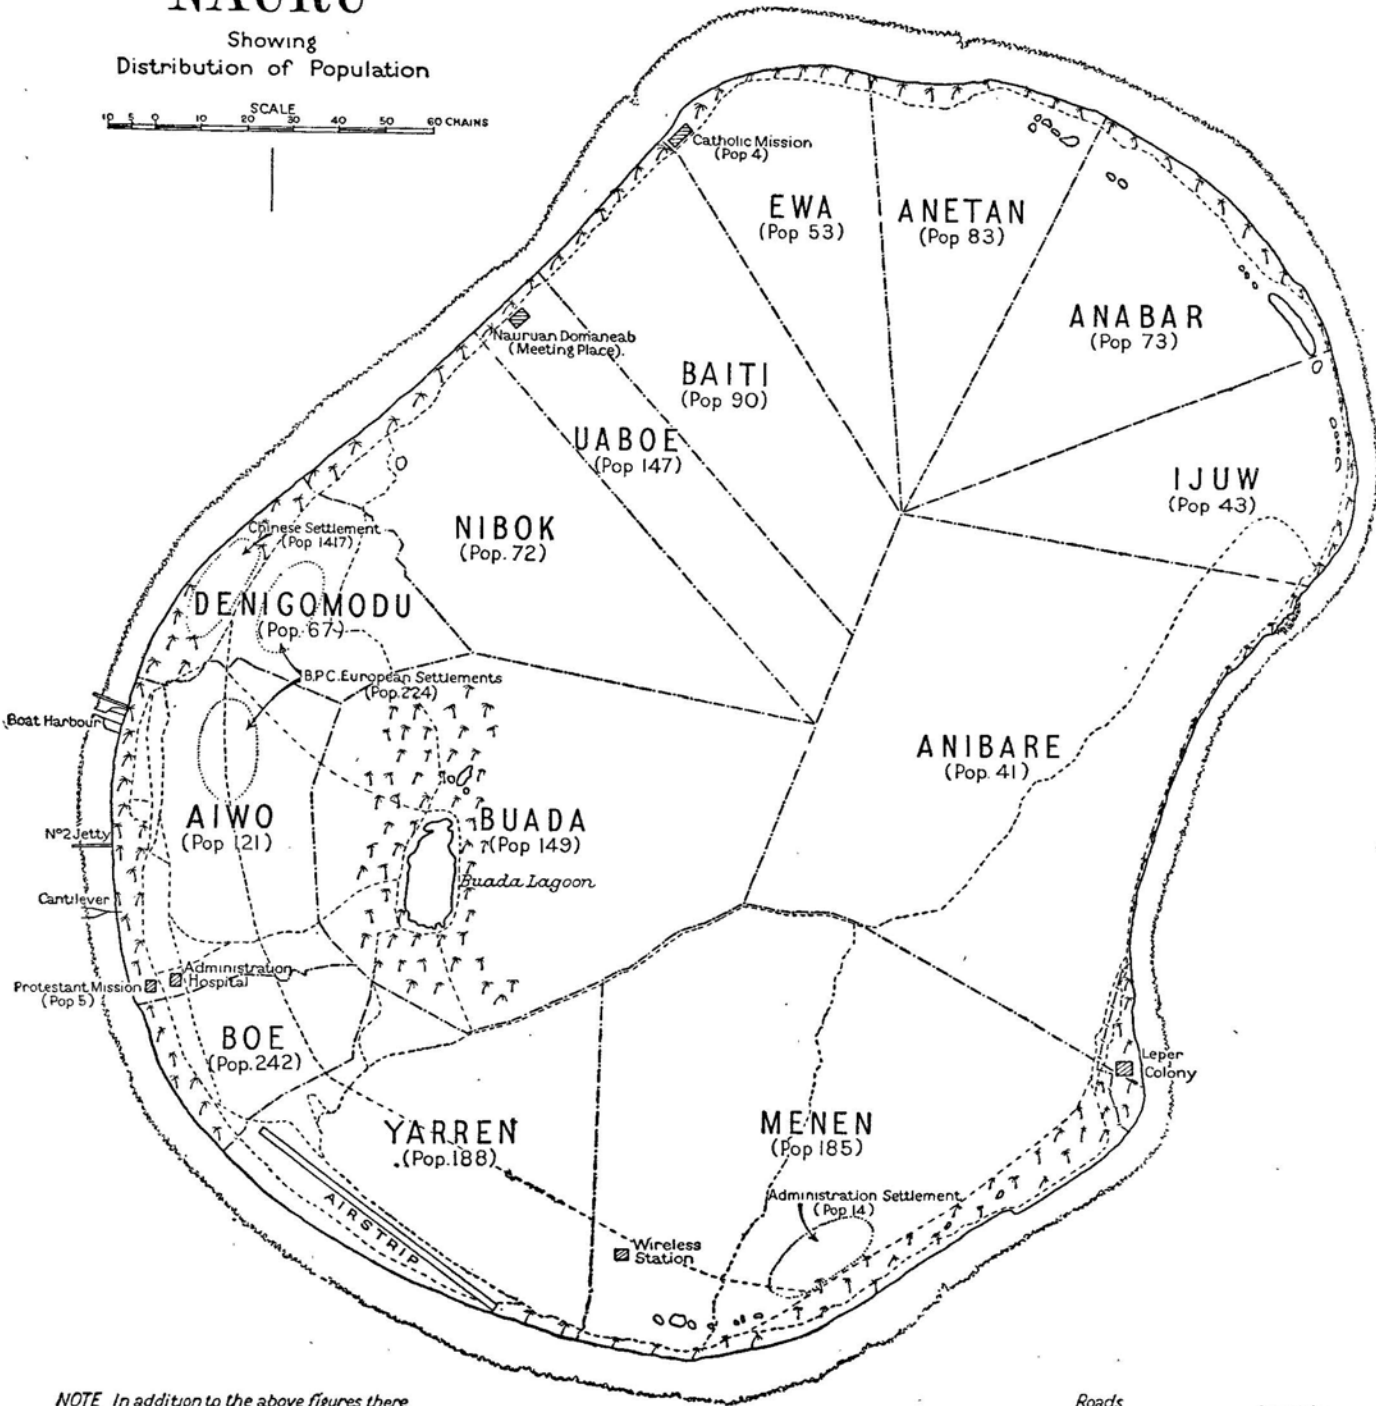 NAURU
Showing
Distribution of Population
SCALE
10 5 0 10 20 30 40 50 60 CHAINS
Catholic Mission
(Pop 4)
EWA
(Pop 53)
ANETAN
(Pop 83)
ANABAR
(Pop 73)
Nauruan Domaneab
(Meeting Place).
BAITI
(Pop 90)
UABOE
(Pop 147)
IJUW
(Pop 43)
NIBOK
(Pop. 72)
Chinese Settlement
(Pop 1417)
DENIGOMODU
(Pop. 67)
B.P.C. European Settlements
(Pop. 224)
Boat Harbour
ANIBARE
(Pop. 41)
AIWO
(Pop 121)
BUADA
(Pop 149)
Nº2 Jetty
Buada Lagoon
Cantilever
Administration
Hospital
Protestant Mission
(Pop 5)
BOE
(Pop. 242)
Leper
Colony
YARREN
(Pop. 188)
MENEN
(Pop 185)
Administration Settlement
(Pop 14)
AIRSTRIP
Wireless
Station
NOTE In addition to the above figures there
Roads